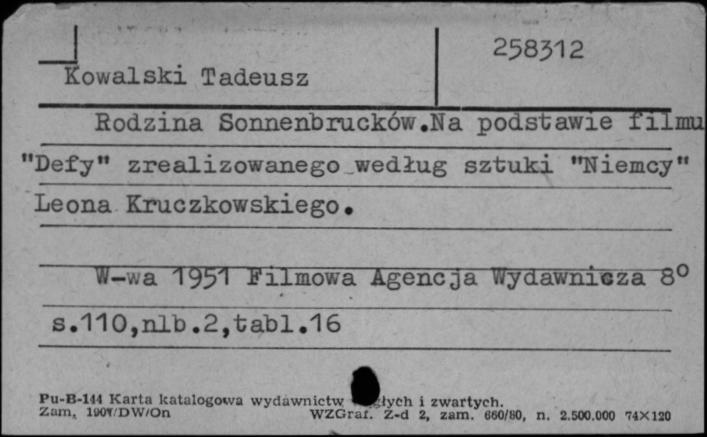 258312
Kowalski Tadeusz
Rodzina Sonnenbrucków.Na podstawie filmu
"Defy" zrealizowanego według sztuki "Niemcy"
Leona Kruczkowskiego.
W-wa 1951 Filmowa Agencja Wydawnicza 8°
s.110,nlb.2,tabl.16
Pu-B-144 Karta katalogowa wydawnictw i zwartych.
Zam, /DW/On WZGraf. Z-d 2, zam. 660/80, n. 2.500.000 74X120